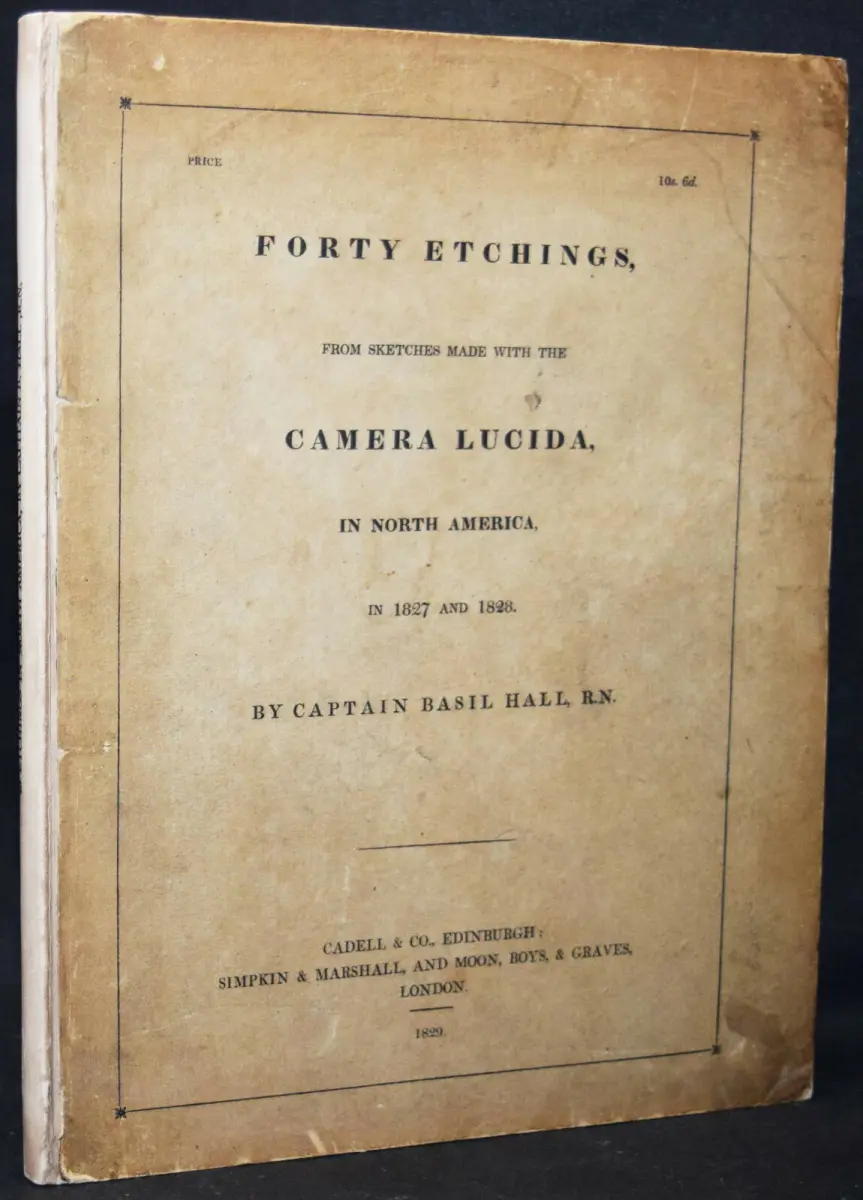 PRICE 10s. 6d.
FORTY ETCHINGS,
FROM SKETCHES MADE WITH THE
CAMERA LUCIDA,
IN NORTH AMERICA,
IN 1827 AND 1828.
BY CAPTAIN BASIL HALL, R.N.
CADELL & CO., EDINBURGH;
SIMPKIN & MARSHALL, AND MOON, BOYS, & GRAVES,
LONDON.
1829.